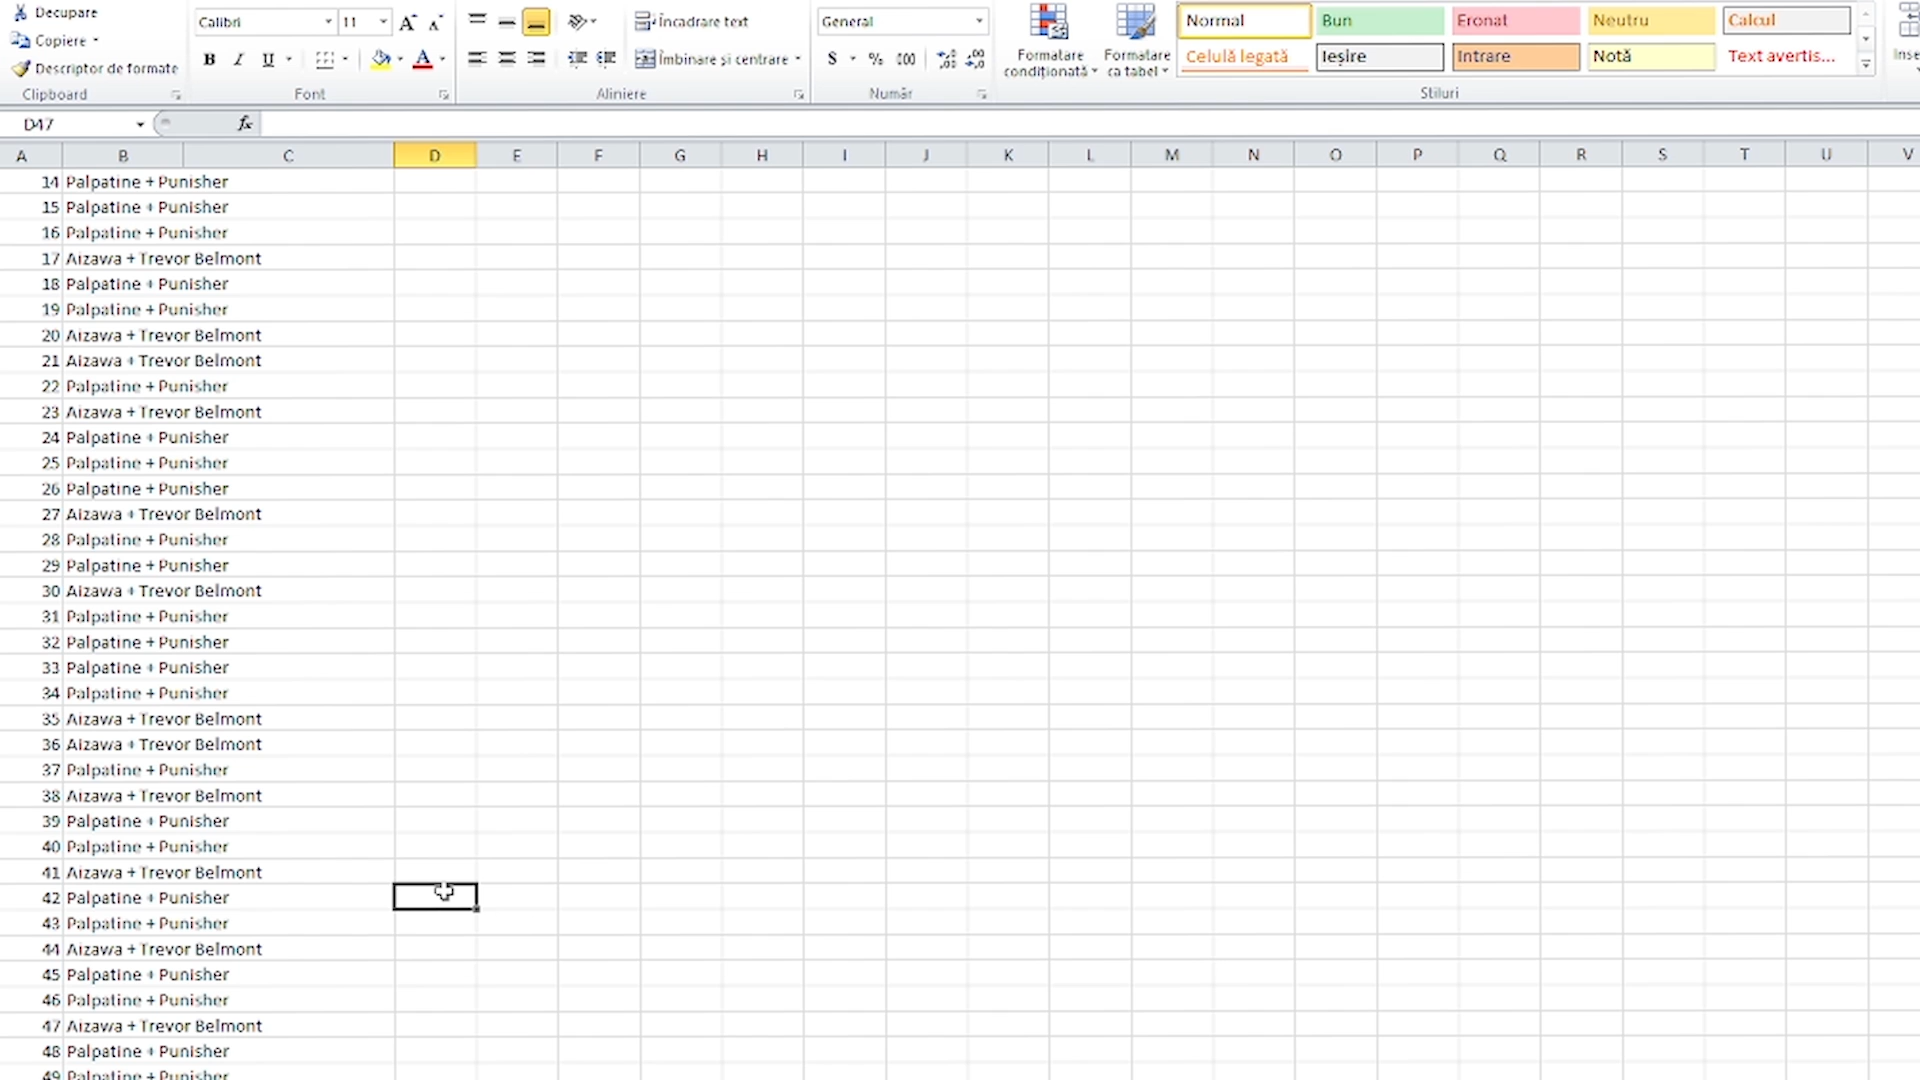 Decupare
Copiere
Descriptor de formate
Clipboard
Calibri 11
B I U
Font
Încadrare text
Îmbinare și centrare
Aliniere
General
$ % 000
Număr
Formatare condiționată
Formatare ca tabel
Normal Bun Eronat Neutru Calcul
Celulă legată Ieșire Intrare Notă Text avertis...
Stiluri
D47 fx
A B C D E F G H I J K L M N O P Q R S T U V
14 Palpatine + Punisher
15 Palpatine + Punisher
16 Palpatine + Punisher
17 Aizawa + Trevor Belmont
18 Palpatine + Punisher
19 Palpatine + Punisher
20 Aizawa + Trevor Belmont
21 Aizawa + Trevor Belmont
22 Palpatine + Punisher
23 Aizawa + Trevor Belmont
24 Palpatine + Punisher
25 Palpatine + Punisher
26 Palpatine + Punisher
27 Aizawa + Trevor Belmont
28 Palpatine + Punisher
29 Palpatine + Punisher
30 Aizawa + Trevor Belmont
31 Palpatine + Punisher
32 Palpatine + Punisher
33 Palpatine + Punisher
34 Palpatine + Punisher
35 Aizawa + Trevor Belmont
36 Aizawa + Trevor Belmont
37 Palpatine + Punisher
38 Aizawa + Trevor Belmont
39 Palpatine + Punisher
40 Palpatine + Punisher
41 Aizawa + Trevor Belmont
42 Palpatine + Punisher
43 Palpatine + Punisher
44 Aizawa + Trevor Belmont
45 Palpatine + Punisher
46 Palpatine + Punisher
47 Aizawa + Trevor Belmont
48 Palpatine + Punisher
49 Palpatine + Punisher